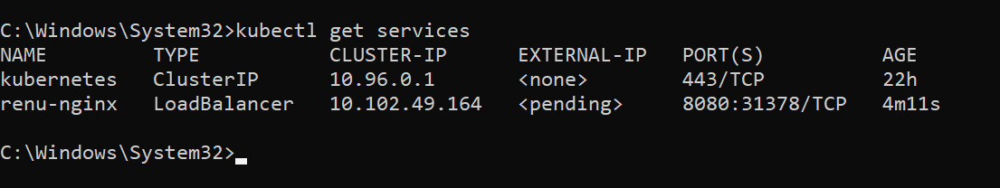 C:\Windows\System32>kubectl get services
NAME         TYPE           CLUSTER-IP      EXTERNAL-IP   PORT(S)          AGE
kubernetes   ClusterIP      10.96.0.1       <none>        443/TCP          22h
renu-nginx   LoadBalancer   10.102.49.164   <pending>     8080:31378/TCP   4m11s
C:\Windows\System32>